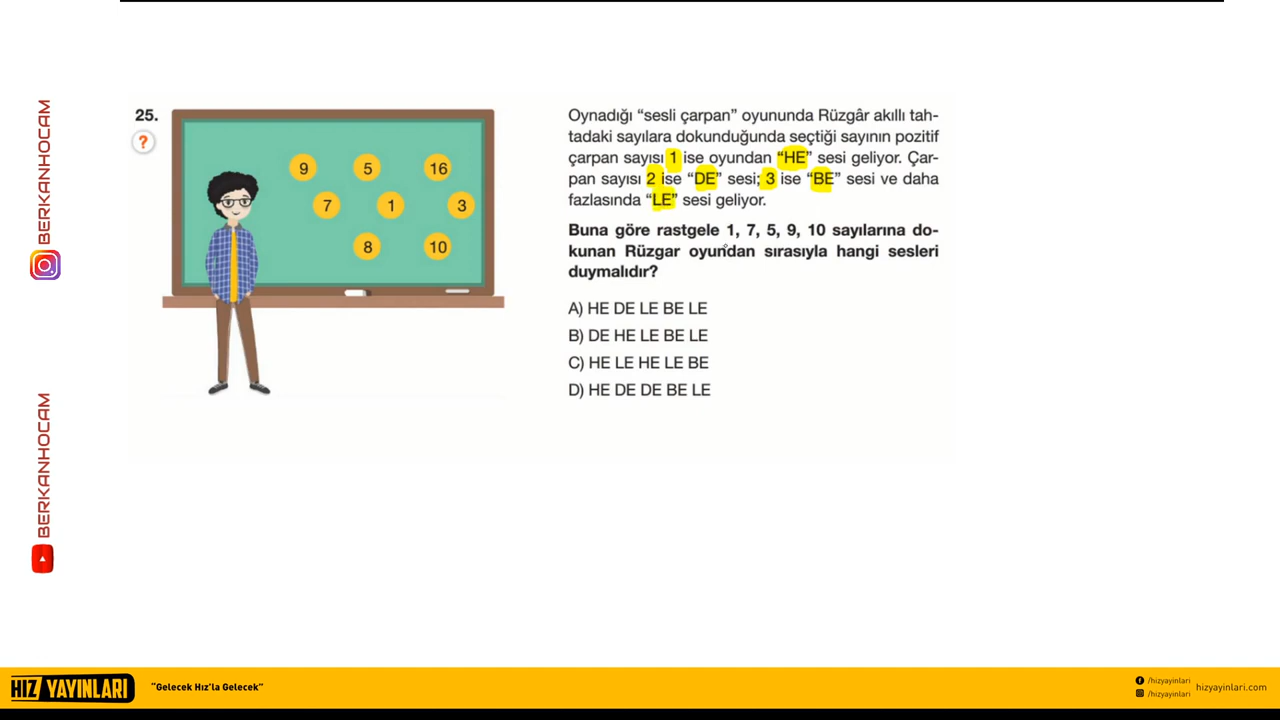 BERKANHOCAM
BERKANHOCAM
25.
?
9 5 16
7 1 3
8 10
Oynadığı “sesli çarpan” oyununda Rüzgâr akıllı tah-
tadaki sayılara dokunduğunda seçtiği sayının pozitif
çarpan sayısı 1 ise oyundan “HE” sesi geliyor. Çar-
pan sayısı 2 ise “DE” sesi; 3 ise “BE” sesi ve daha
fazlasında “LE” sesi geliyor.
Buna göre rastgele 1, 7, 5, 9, 10 sayılarına do-
kunan Rüzgar oyundan sırasıyla hangi sesleri
duymalıdır?
A) HE DE LE BE LE
B) DE HE LE BE LE
C) HE LE HE LE BE
D) HE DE DE BE LE
HIZ YAYINLARI
“Gelecek Hız’la Gelecek”
/hizyayinlari
/hizyayinlari
hizyayinlari.com